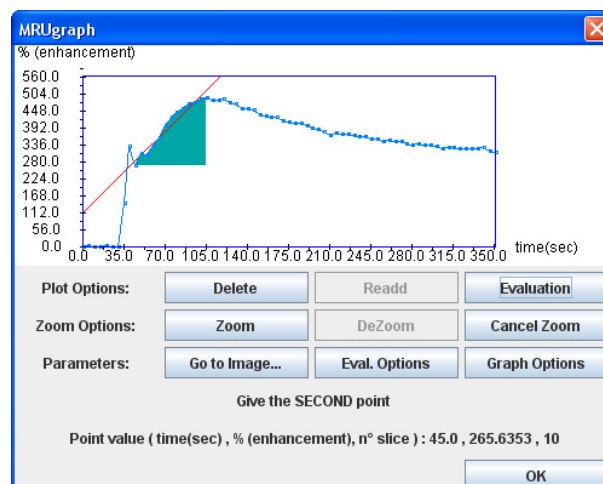 MRUgraph
% (enhancement)
560.0
504.0
448.0
392.0
336.0
280.0
224.0
168.0
112.0
56.0
0.0
0.0 35.0 70.0 105.0 140.0 175.0 210.0 245.0 280.0 315.0 350.0 time(sec)
Plot Options: Delete Readd Evaluation
Zoom Options: Zoom DeZoom Cancel Zoom
Parameters: Go to Image... Eval. Options Graph Options
Give the SECOND point
Point value ( time(sec) , % (enhancement), n° slice ) : 45.0 , 265.6353 , 10
OK